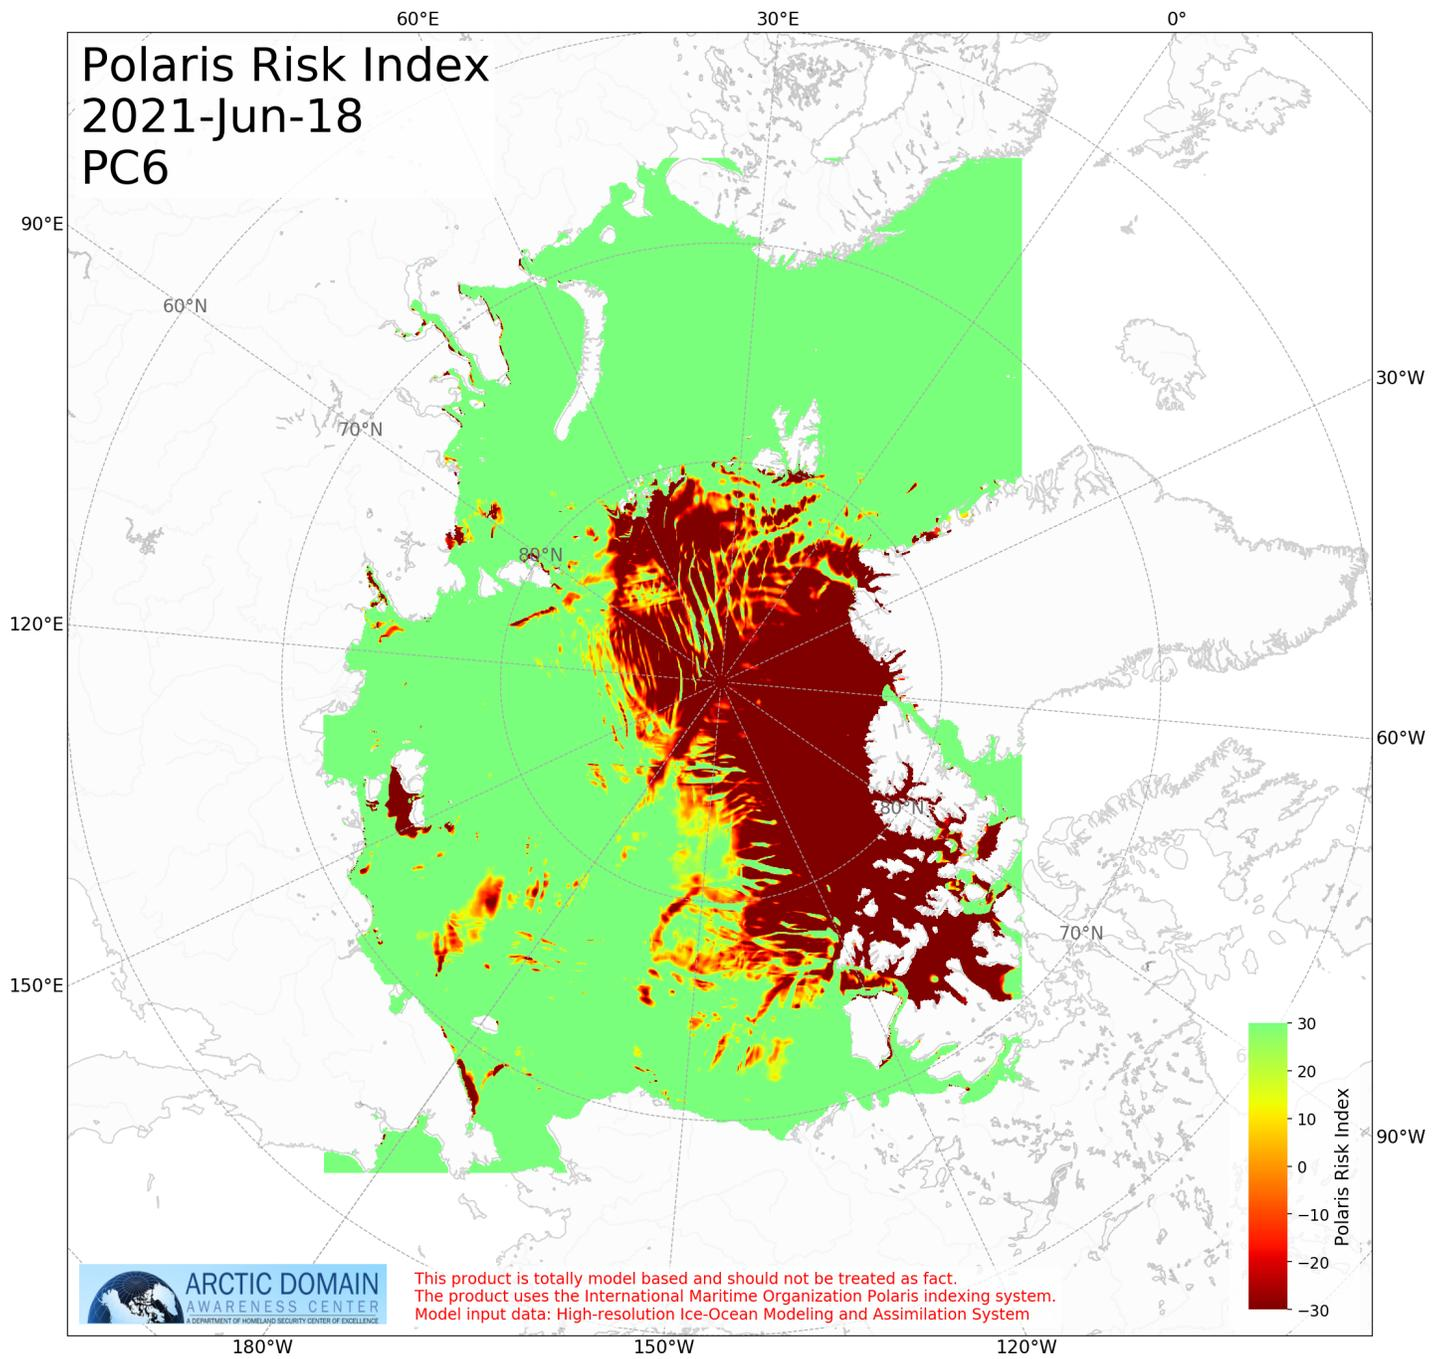 60°E
30°E
0°
Polaris Risk Index
2021-Jun-18
PC6
90°E
60°N
30°W
70°N
80°N
120°E
60°W
80°N
70°N
150°E
30
20
10
0
−10
−20
−30
Polaris Risk Index
90°W
ARCTIC DOMAIN
AWARENESS CENTER
A DEPARTMENT OF HOMELAND SECURITY CENTER OF EXCELLENCE
This product is totally model based and should not be treated as fact.
The product uses the International Maritime Organization Polaris indexing system.
Model input data: High-resolution Ice-Ocean Modeling and Assimilation System
180°W
150°W
120°W